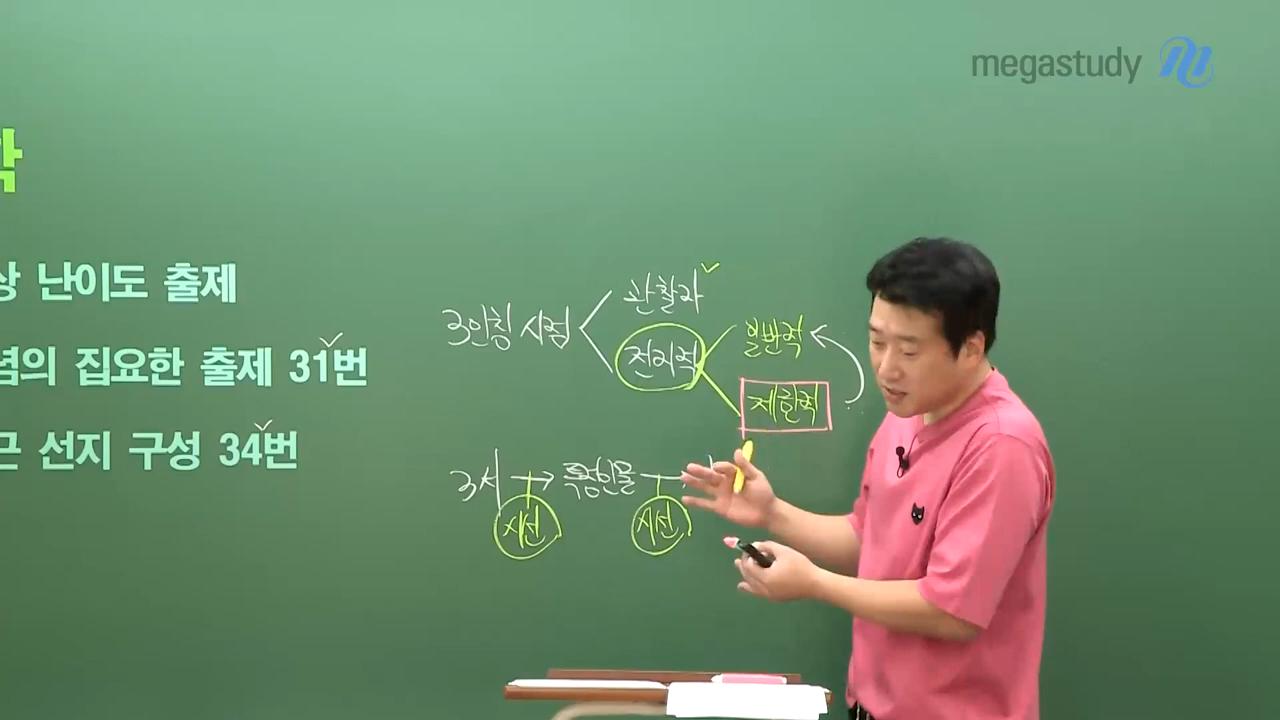 megastudy
학
상 난이도 출제
념의 집요한 출제 31번
근 선지 구성 34번
3인칭 시점
관찰자
전지적
일반적
제한적
3서 → 특정인물 →
시선 시선